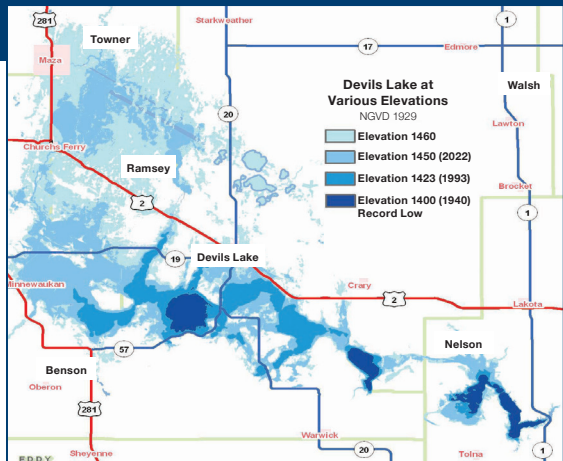 281
Towner
Maza
Starkweather
1
17
Edmore
Devils Lake at
Various Elevations
NGVD 1929
Elevation 1460
Elevation 1450 (2022)
Elevation 1423 (1993)
Elevation 1400 (1940)
Record Low
Walsh
20
Lawton
Churchs Ferry
Ramsey
Brocket
2
1
19
Devils Lake
Minnewaukan
Crary
2
Lakota
57
Nelson
Benson
Oberon
281
Warwick
20
Sheyenne
Tolna
1
EDDY